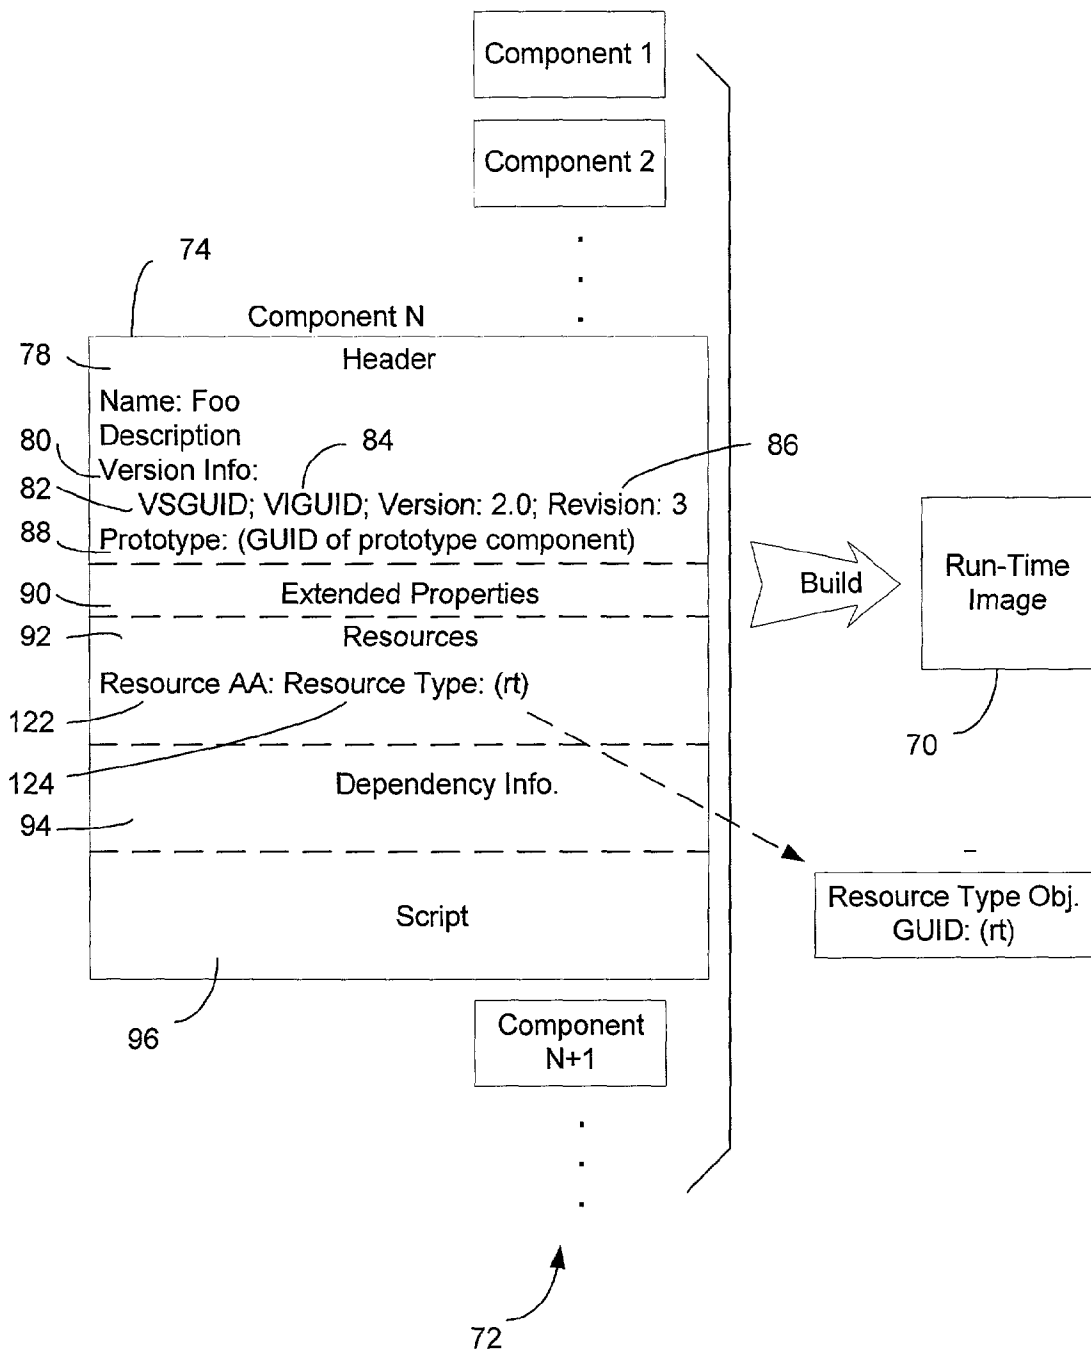 Component 1
Component 2
74
Component N
78
Header
Name: Foo
Description
80
84
86
Version Info:
82
VSGUID; VIGUID; Version: 2.0; Revision: 3
88
Prototype: (GUID of prototype component)
Build
Run-Time
Image
90
Extended Properties
92
Resources
Resource AA: Resource Type: (rt)
122
70
124
Dependency Info.
94
Resource Type Obj.
GUID: (rt)
Script
96
Component
N+1
72